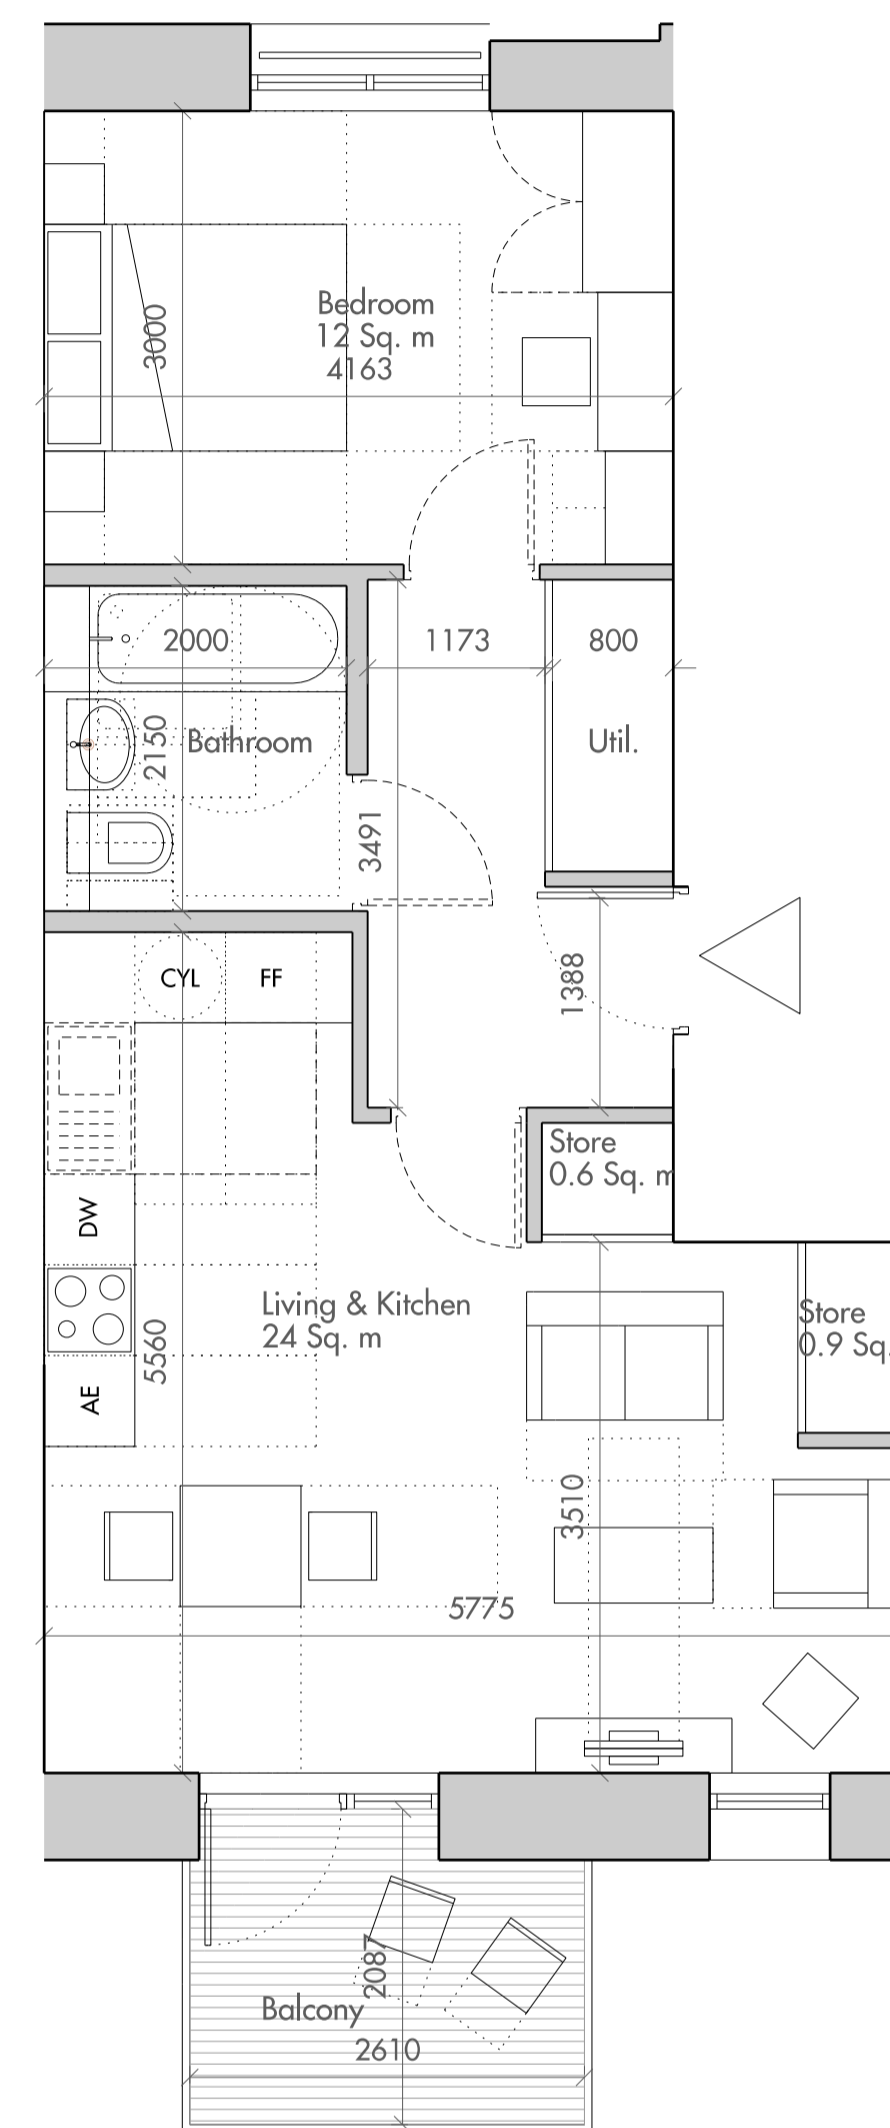 Bedroom
12 Sq. m
4163
3000
2000
1173
800
2150
Bathroom
Util.
3491
CYL
FF
1388
Store
0.6 Sq. m
DW
Living & Kitchen
24 Sq. m
Store
0.9 Sq.
5560
AE
3510
5775
2087
Balcony
2610